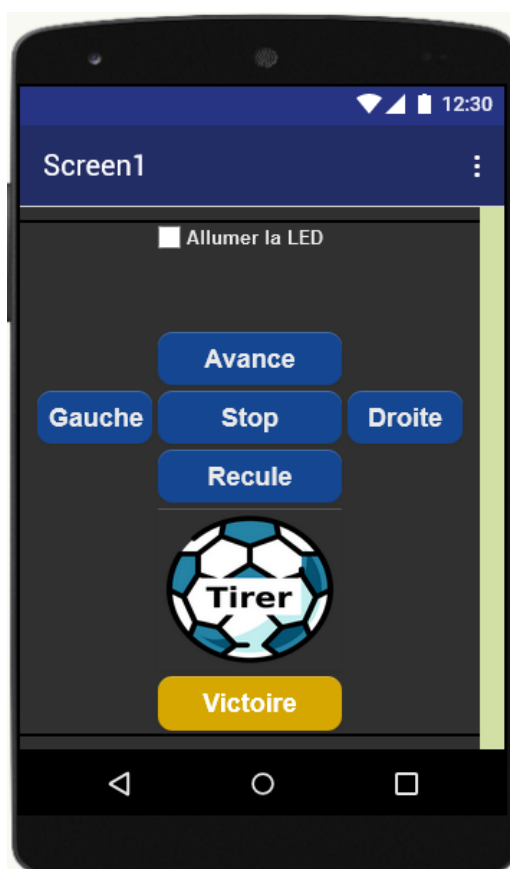 12:30
Screen1
Allumer la LED
Avance
Gauche Stop Droite
Recule
Tirer
Victoire